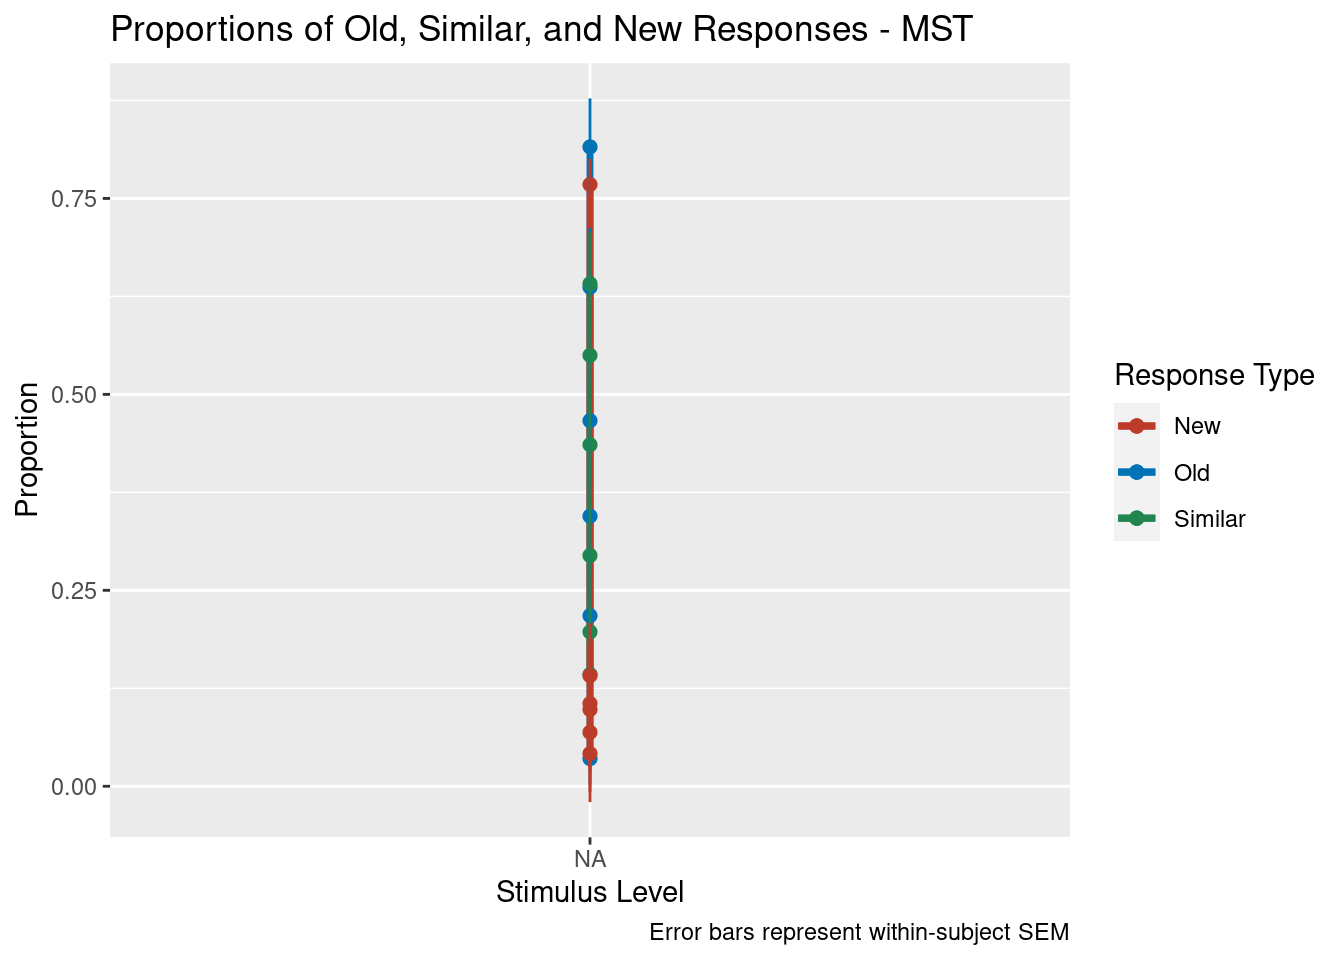 Proportions of Old, Similar, and New Responses - MST
Proportion
0.75
0.50
0.25
0.00
NA
Stimulus Level
Error bars represent within-subject SEM
Response Type
New
Old
Similar